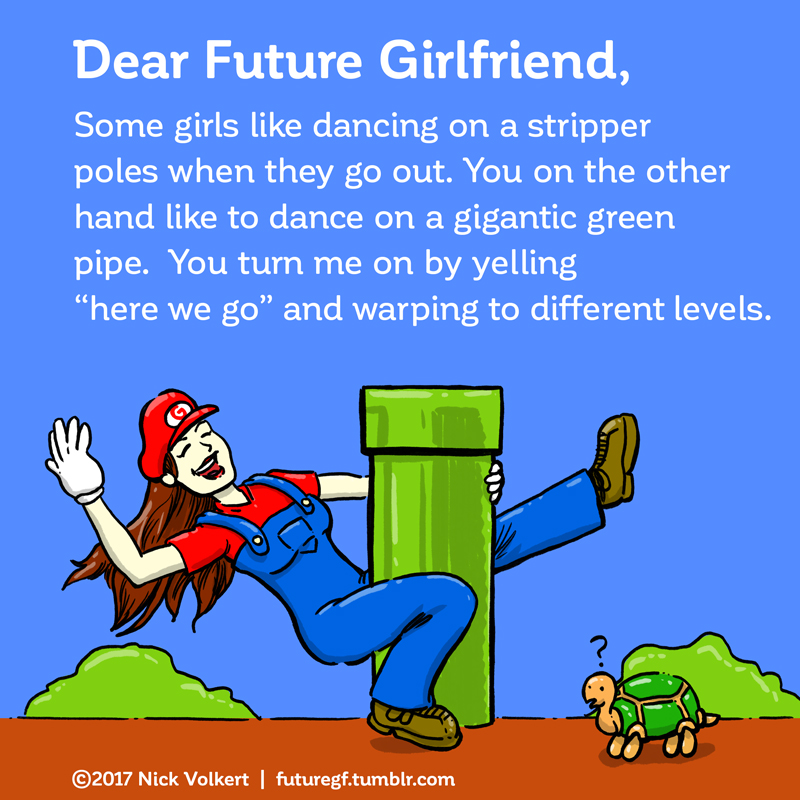 Dear Future Girlfriend,
Some girls like dancing on a stripper
poles when they go out. You on the other
hand like to dance on a gigantic green
pipe.  You turn me on by yelling
“here we go” and warping to different levels.
G
?
©2017 Nick Volkert | futuregf.tumblr.com